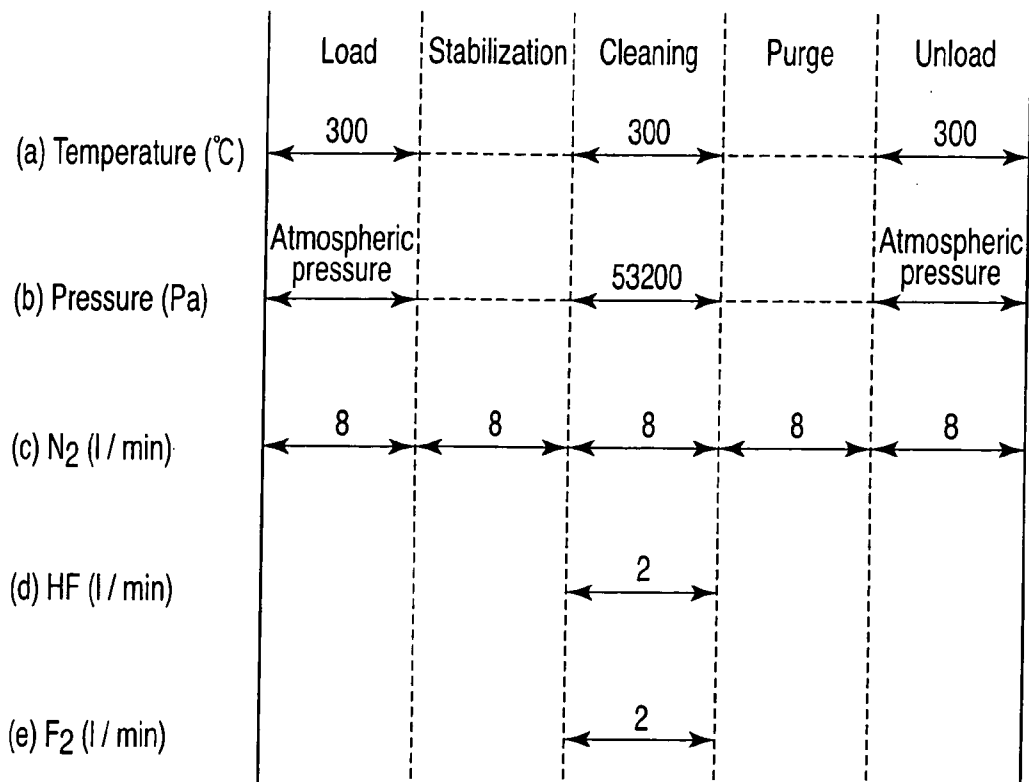 Load Stabilization Cleaning Purge Unload
(a) Temperature (℃) 300 300 300
(b) Pressure (Pa) Atmospheric pressure 53200 Atmospheric pressure
(c) N2 (l / min) 8 8 8 8 8
(d) HF (l / min) 2
(e) F2 (l / min) 2